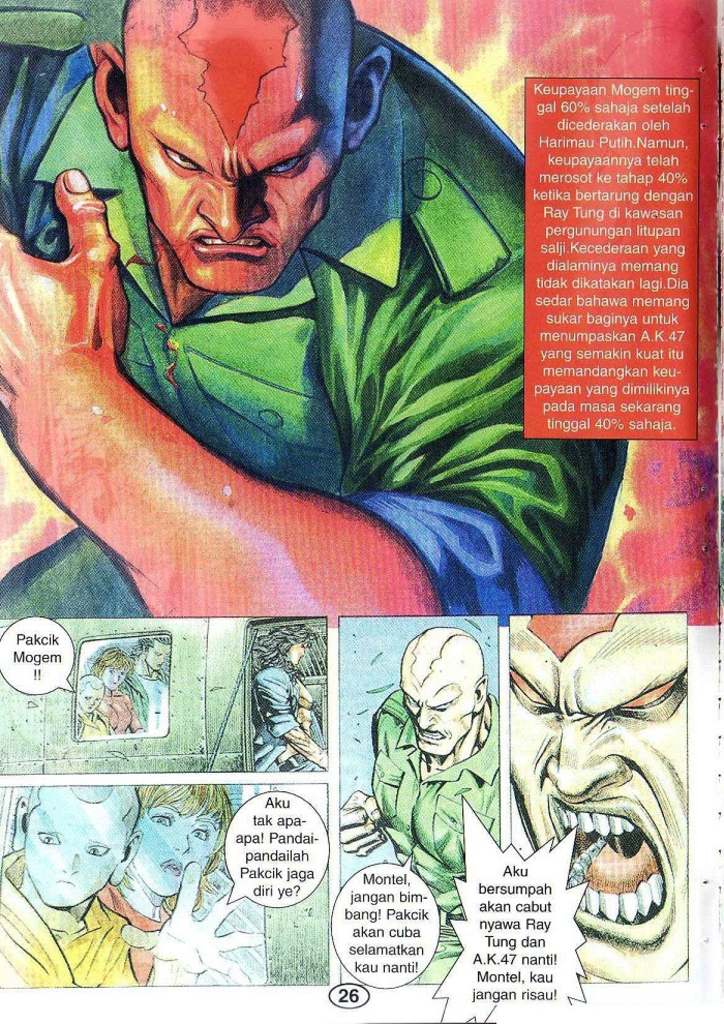 Keupayaan Mogem ting-
gal 60% sahaja setelah
dicederakan oleh
Harimau Putih.Namun,
keupayaannya telah
merosot ke tahap 40%
ketika bertarung dengan
Ray Tung di kawasan
pergunungan litupan
salji.Kecederaan yang
dialaminya memang
tidak dikatakan lagi.Dia
sedar bahawa memang
sukar baginya untuk
menumpaskan A.K.47
yang semakin kuat itu
memandangkan keu-
payaan yang dimilikinya
pada masa sekarang
tinggal 40% sahaja.
Pakcik
Mogem
!!
Aku
tak apa-
apa! Pandai-
pandailah
Pakcik jaga
diri ye?
Montel,
jangan bim-
bang! Pakcik
akan cuba
selamatkan
kau nanti!
Aku
bersumpah
akan cabut
nyawa Ray
Tung dan
A.K.47 nanti!
Montel, kau
jangan risau!
26